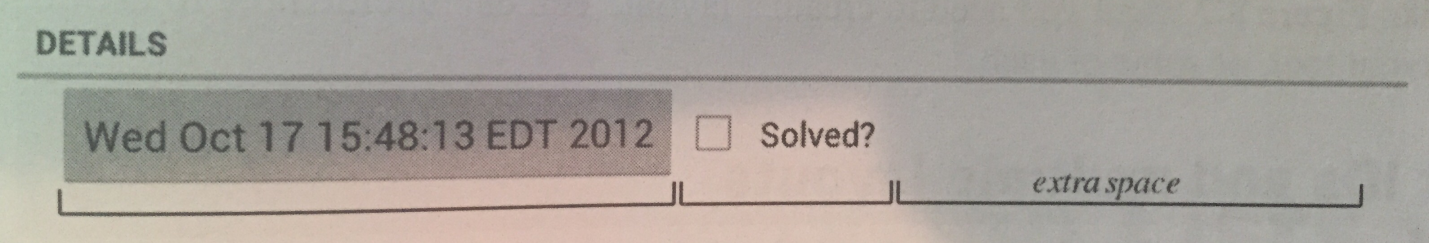 DETAILS
Wed Oct 17 15:48:13 EDT 2012 Solved?
extra space